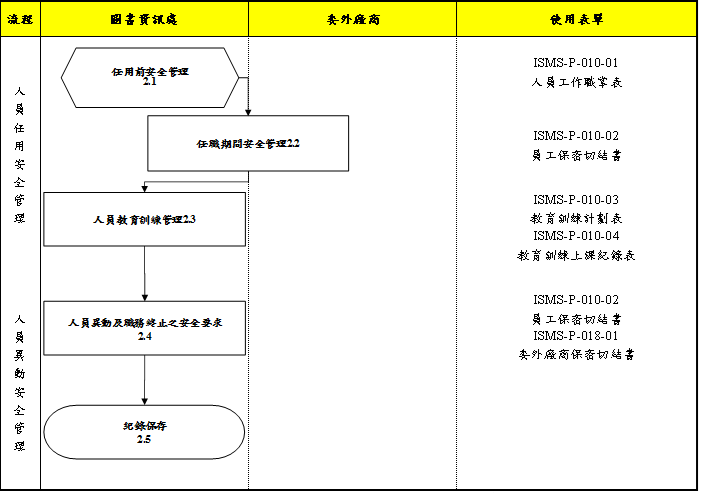 流程
圖書資訊處
委外廠商
使用表單
人員任用安全管理
任用前安全管理
2.1
ISMS-P-010-01
人員工作職掌表
任職期間安全管理2.2
ISMS-P-010-02
員工保密切結書
人員教育訓練管理2.3
ISMS-P-010-03
教育訓練計劃表
ISMS-P-010-04
教育訓練上課紀錄表
人員異動安全管理
人員異動及職務終止之安全要求
2.4
ISMS-P-010-02
員工保密切結書
ISMS-P-018-01
委外廠商保密切結書
紀錄保存
2.5